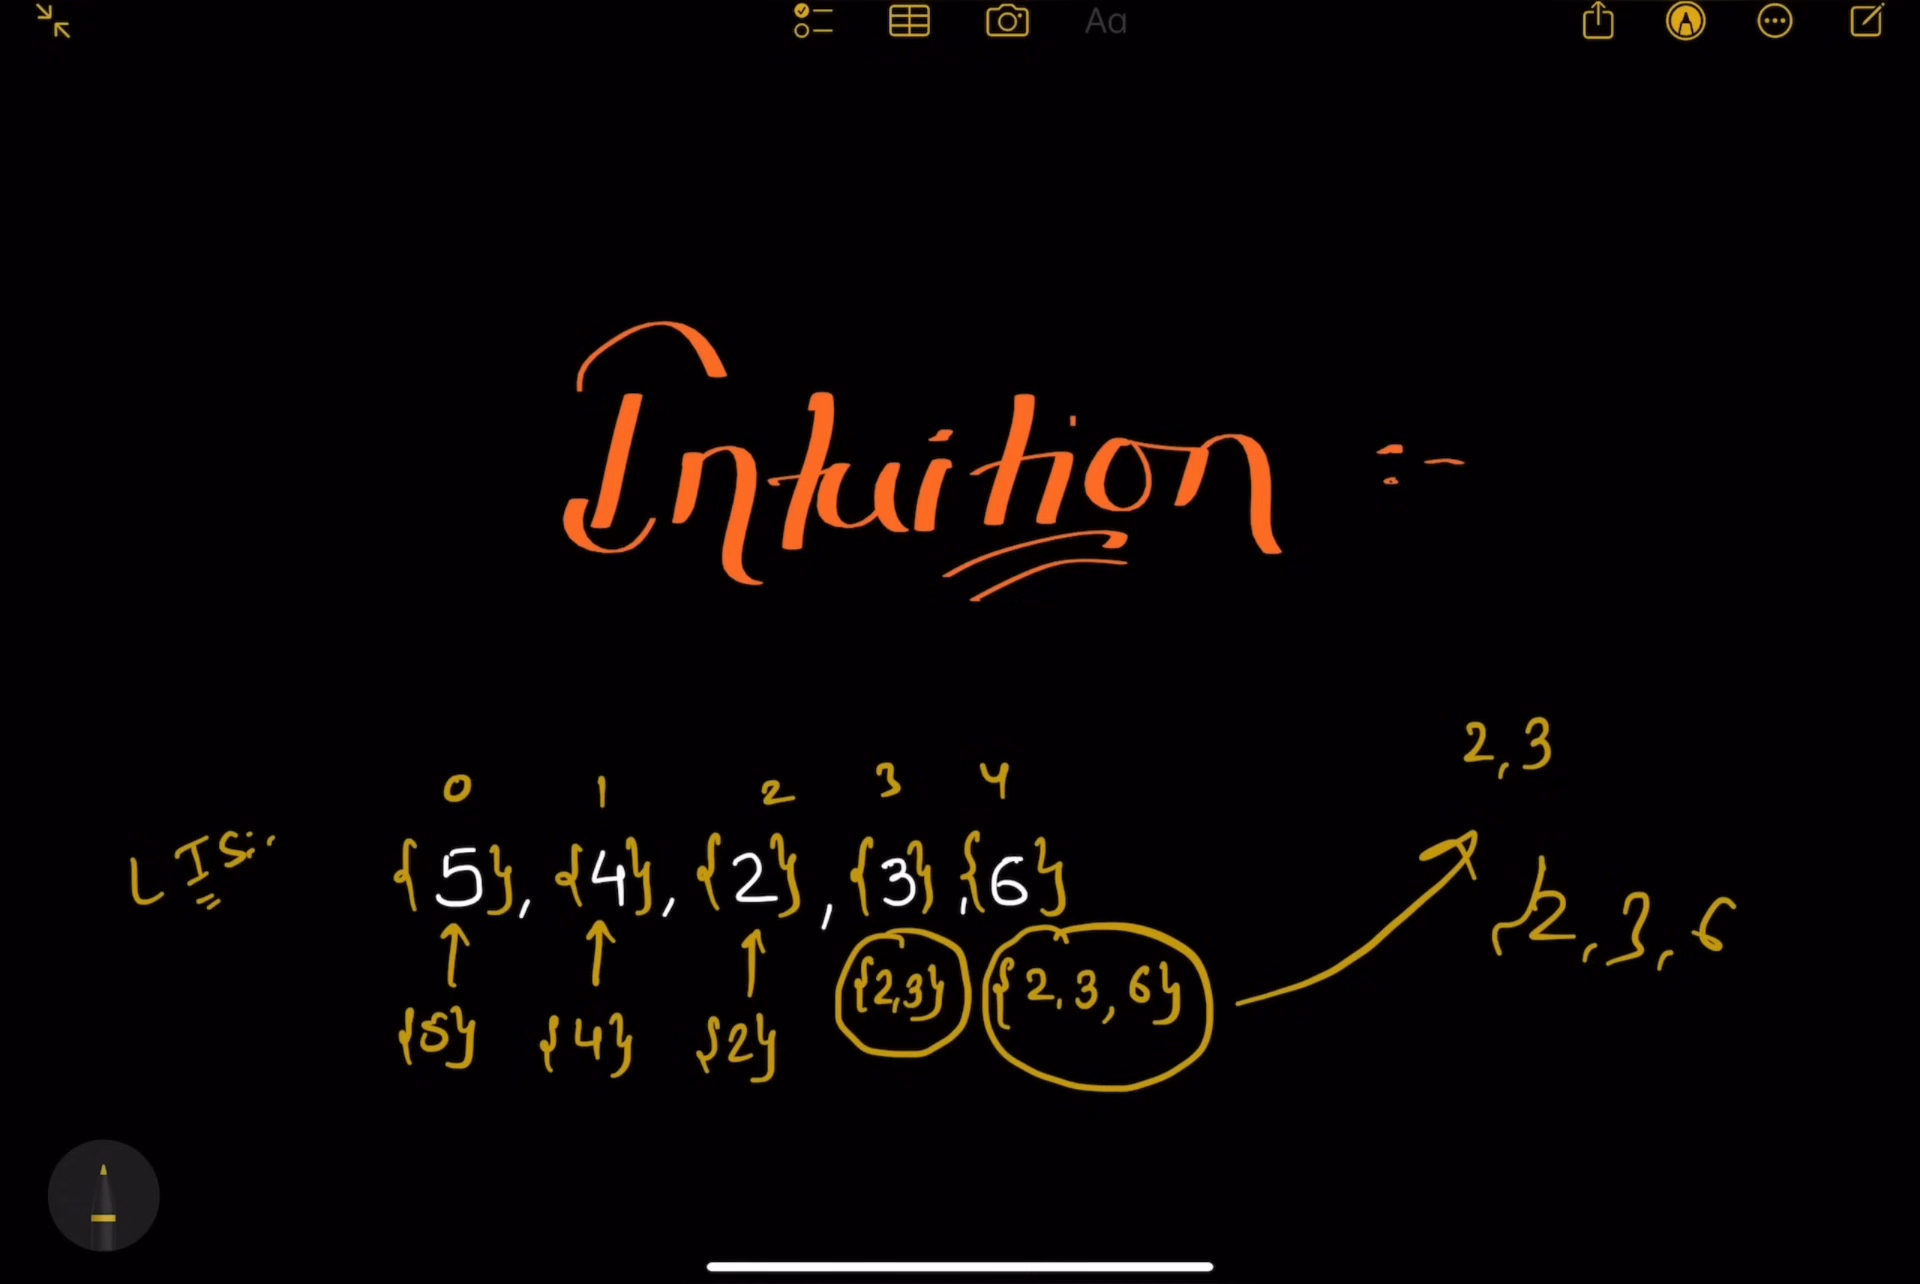 Aa
Intuition :-
2,3
0 1 2 3 4
LIS:.
{5}, {4}, {2}, {3}, {6}
{2,3} {2,3,6}
{2,3,6
{5} {4} {2}